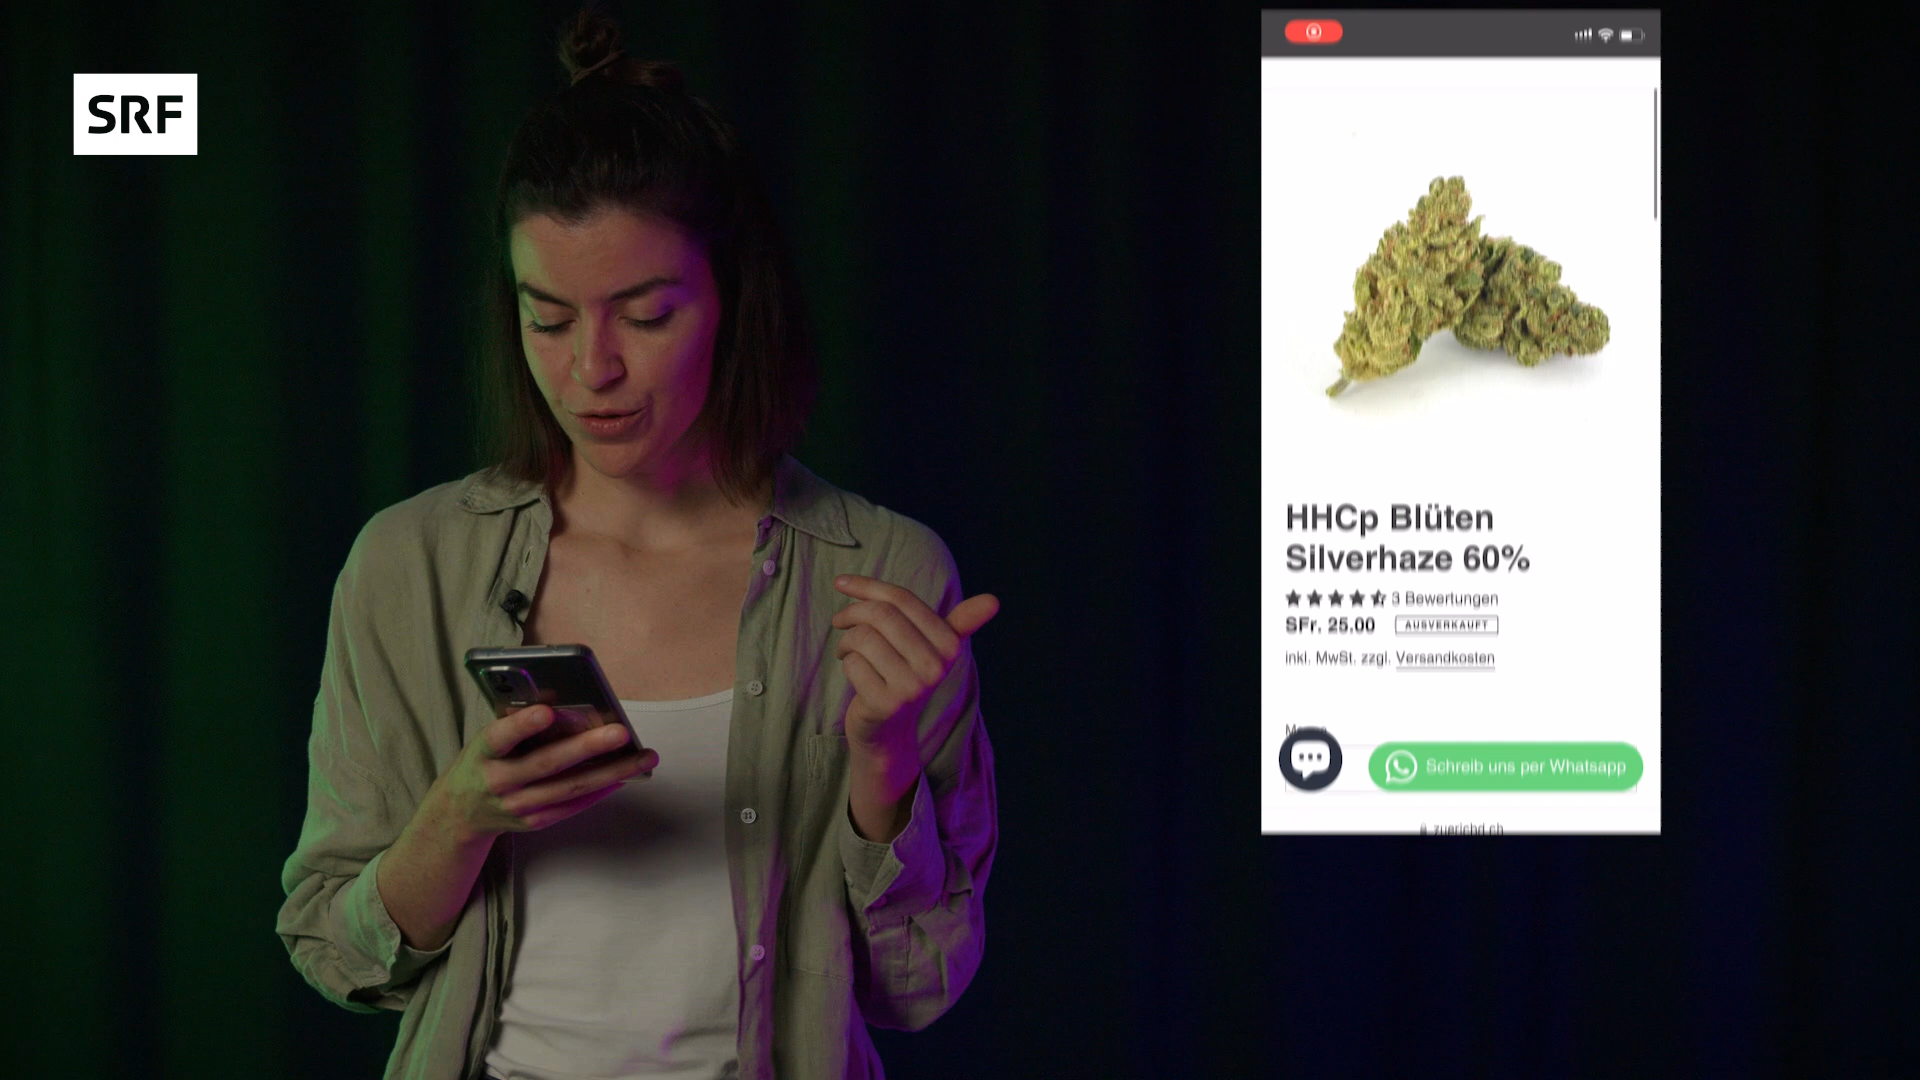 SRF
HHCp Blüten
Silverhaze 60%
3 Bewertungen
SFr. 25.00 AUSVERKAUFT
inkl. MwSt. zzgl. Versandkosten
Schreib uns per Whatsapp